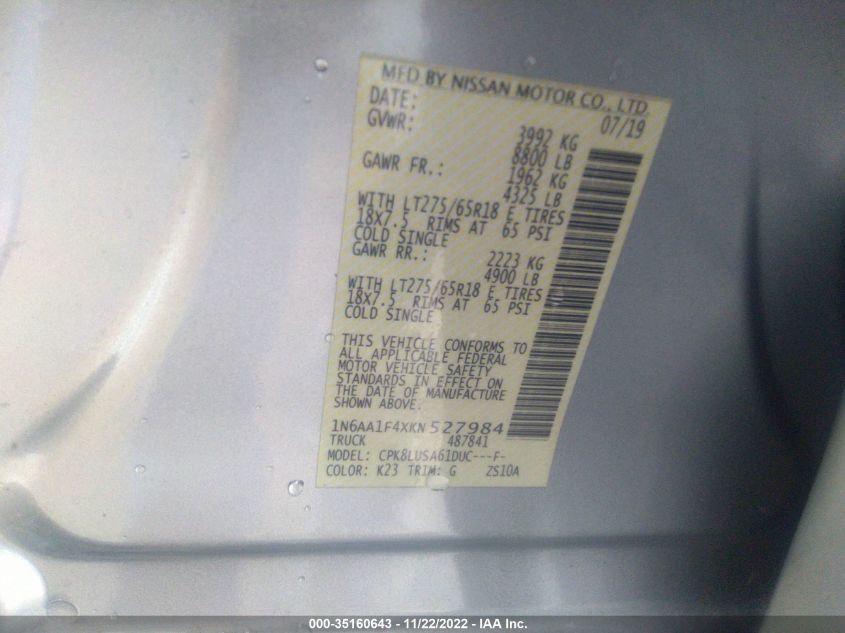 MFD BY NISSAN MOTOR CO., LTD.
DATE: 07/19
GVWR: 3992 KG
8800 LB
GAWR FR.: 1962 KG
4325 LB
WITH LT275/65R18 E TIRES
18X7.5 RIMS AT 65 PSI
COLD SINGLE
GAWR RR.: 2223 KG
4900 LB
WITH LT275/65R18 E TIRES
18X7.5 RIMS AT 65 PSI
COLD SINGLE
THIS VEHICLE CONFORMS TO
ALL APPLICABLE FEDERAL
MOTOR VEHICLE SAFETY
STANDARDS IN EFFECT ON
THE DATE OF MANUFACTURE
SHOWN ABOVE.
1N6AA1F4XKN527984
TRUCK 487841
MODEL: CPK8LUSA61DUC---F-
COLOR: K23 TRIM: G ZS10A
000-35160643 - 11/22/2022 - IAA Inc.